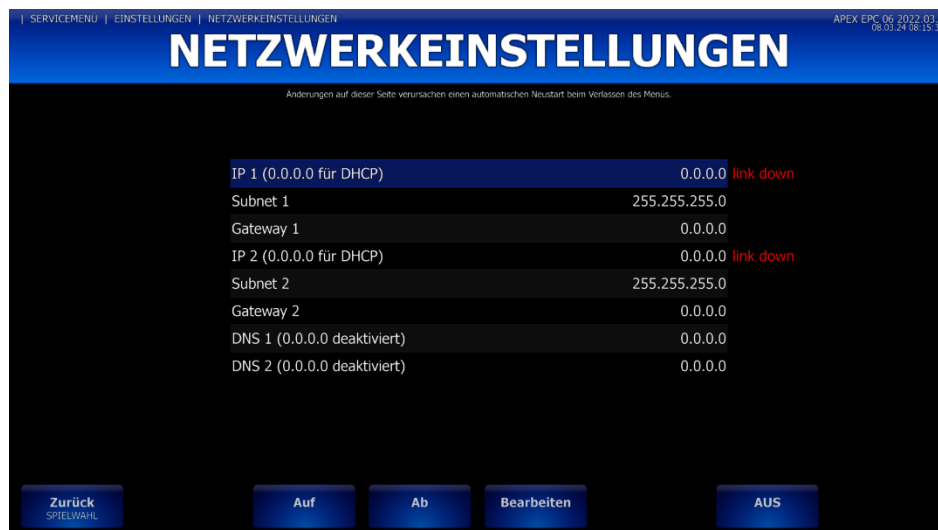 | SERVICEMENÜ | EINSTELLUNGEN | NETZWERKEINSTELLUNGEN
APEX EPC 06 2022.03.
08.03.24 08:15:3
NETZWERKEINSTELLUNGEN
Änderungen auf dieser Seite verursachen einen automatischen Neustart beim Verlassen des Menüs.
IP 1 (0.0.0.0 für DHCP) 0.0.0.0 link down
Subnet 1 255.255.255.0
Gateway 1 0.0.0.0
IP 2 (0.0.0.0 für DHCP) 0.0.0.0 link down
Subnet 2 255.255.255.0
Gateway 2 0.0.0.0
DNS 1 (0.0.0.0 deaktiviert) 0.0.0.0
DNS 2 (0.0.0.0 deaktiviert) 0.0.0.0
Zurück Auf Ab Bearbeiten AUS
SPIELWAHL